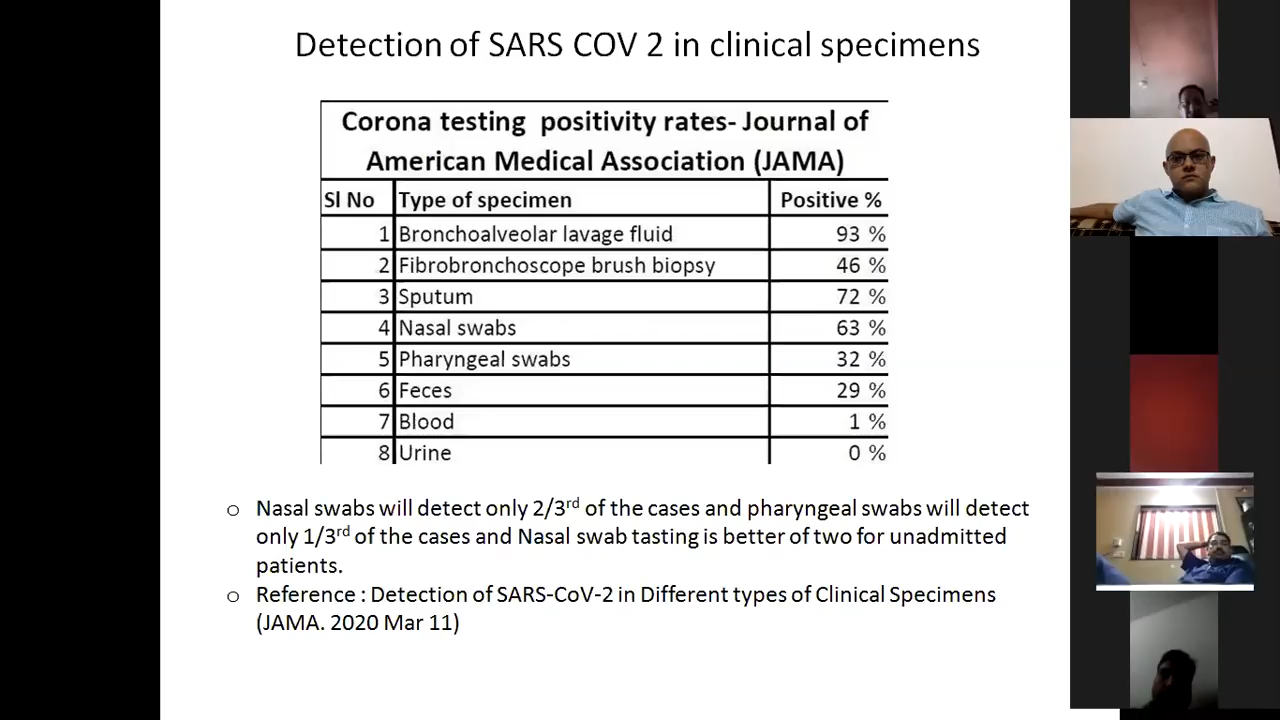 Detection of SARS COV 2 in clinical specimens
Corona testing positivity rates- Journal of
American Medical Association (JAMA)
Sl No Type of specimen Positive %
1 Bronchoalveolar lavage fluid 93 %
2 Fibrobronchoscope brush biopsy 46 %
3 Sputum 72 %
4 Nasal swabs 63 %
5 Pharyngeal swabs 32 %
6 Feces 29 %
7 Blood 1 %
8 Urine 0 %
o Nasal swabs will detect only 2/3rd of the cases and pharyngeal swabs will detect
only 1/3rd of the cases and Nasal swab tasting is better of two for unadmitted
patients.
o Reference : Detection of SARS-CoV-2 in Different types of Clinical Specimens
(JAMA. 2020 Mar 11)